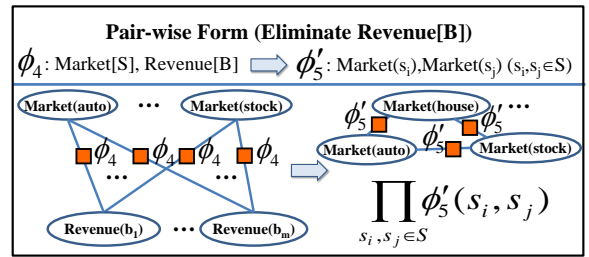 Pair-wise Form (Eliminate Revenue[B])
ϕ₄: Market[S], Revenue[B] ϕ′₅: Market(sᵢ),Market(sⱼ) (sᵢ,sⱼ∈S)
Market(auto) ... Market(stock)
ϕ₄ ϕ₄ ϕ₄ ϕ₄
... ...
Revenue(b₁) ... Revenue(bₘ)
Market(house) ...
ϕ′₅ ϕ′₅
Market(auto) ϕ′₅ Market(stock)
∏ ϕ′₅(sᵢ, sⱼ)
sᵢ, sⱼ∈S